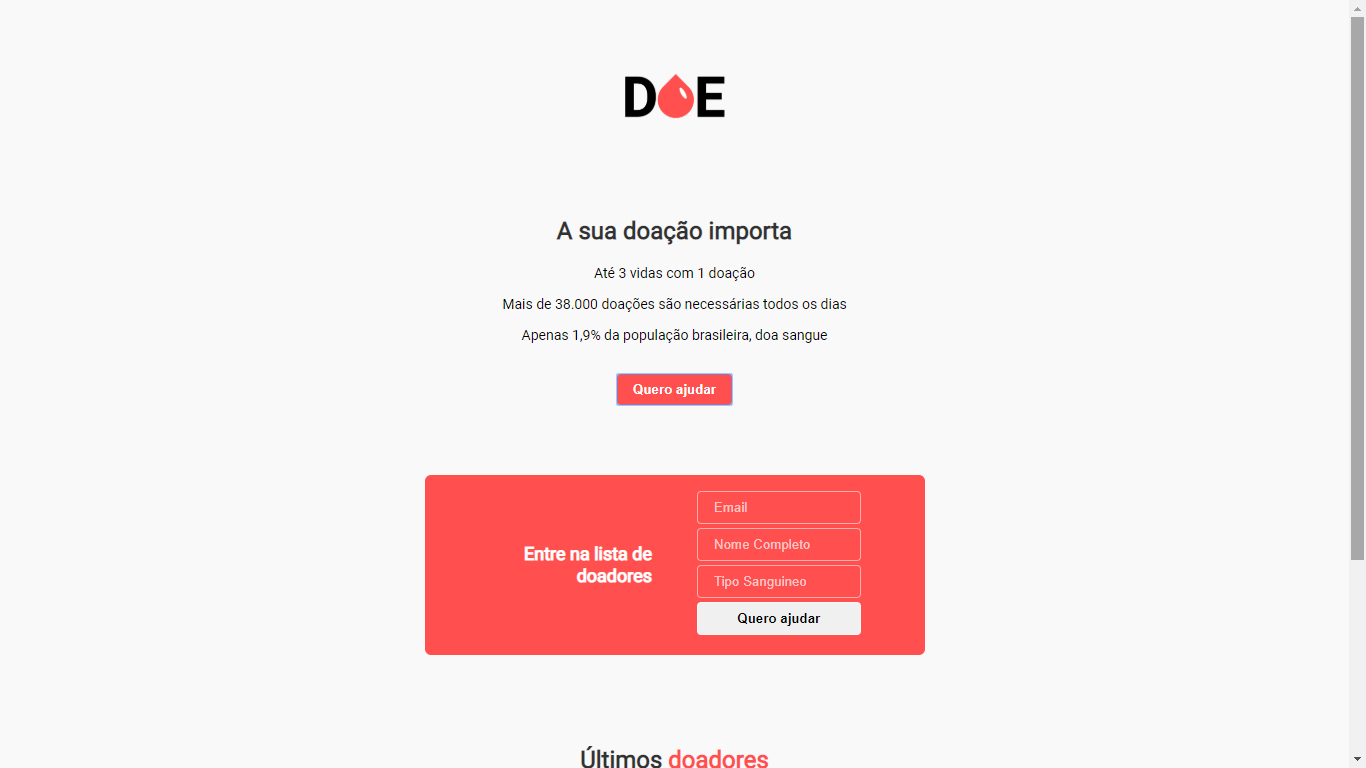 DOE
A sua doação importa
Até 3 vidas com 1 doação
Mais de 38.000 doações são necessárias todos os dias
Apenas 1,9% da população brasileira, doa sangue
Quero ajudar
Entre na lista de
doadores
Email
Nome Completo
Tipo Sanguineo
Quero ajudar
Últimos doadores